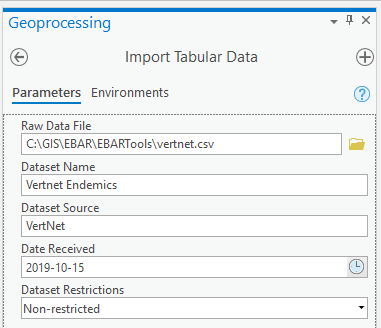 Geoprocessing
Import Tabular Data
Parameters Environments
Raw Data File
C:\GIS\EBAR\EBARTools\vertnet.csv
Dataset Name
Vertnet Endemics
Dataset Source
VertNet
Date Received
2019-10-15
Dataset Restrictions
Non-restricted